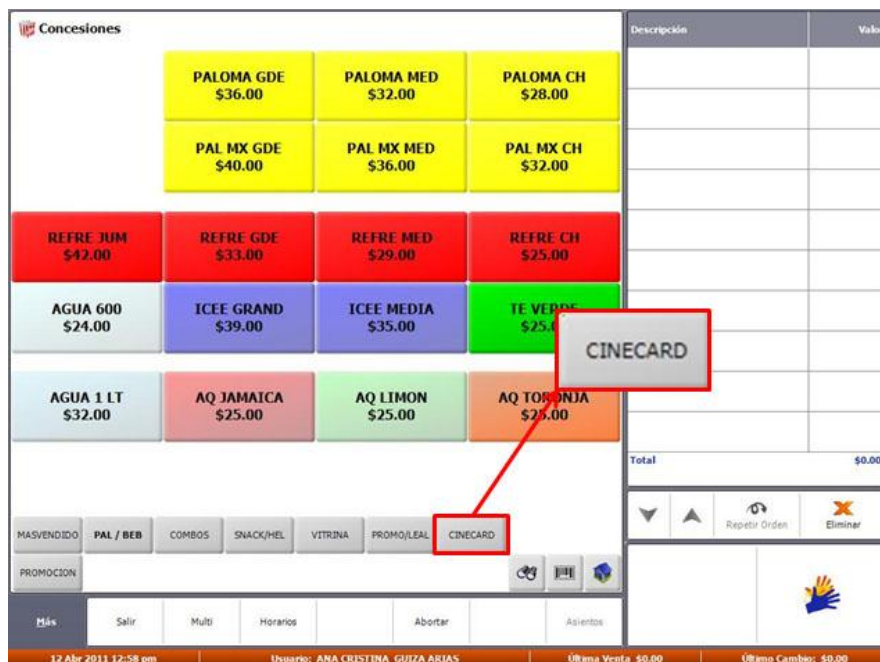 Concesiones
Descripción Valo
PALOMA GDE PALOMA MED PALOMA CH
$36.00 $32.00 $28.00
PAL MX GDE PAL MX MED PAL MX CH
$40.00 $36.00 $32.00
REFRE JUM REFRE GDE REFRE MED REFRE CH
$42.00 $33.00 $29.00 $25.00
AGUA 600 ICEE GRAND ICEE MEDIA TE VERDE
$24.00 $39.00 $35.00 $25.0
CINECARD
AGUA 1 LT AQ JAMAICA AQ LIMON AQ TORONJA
$32.00 $25.00 $25.00 $25.00
Total $0.00
MASVENDIDO PAL / BEB COMBOS SNACK/HEL VITRINA PROMO/LEAL CINECARD
Repetir Orden Eliminar
PROMOCION
Más Salir Multi Horarios Abortar Asientos
12 Abr 2011 12:58 pm Usuario: ANA CRISTINA GUIZA ARIAS Última Venta $0.00 Último Cambio: $0.00